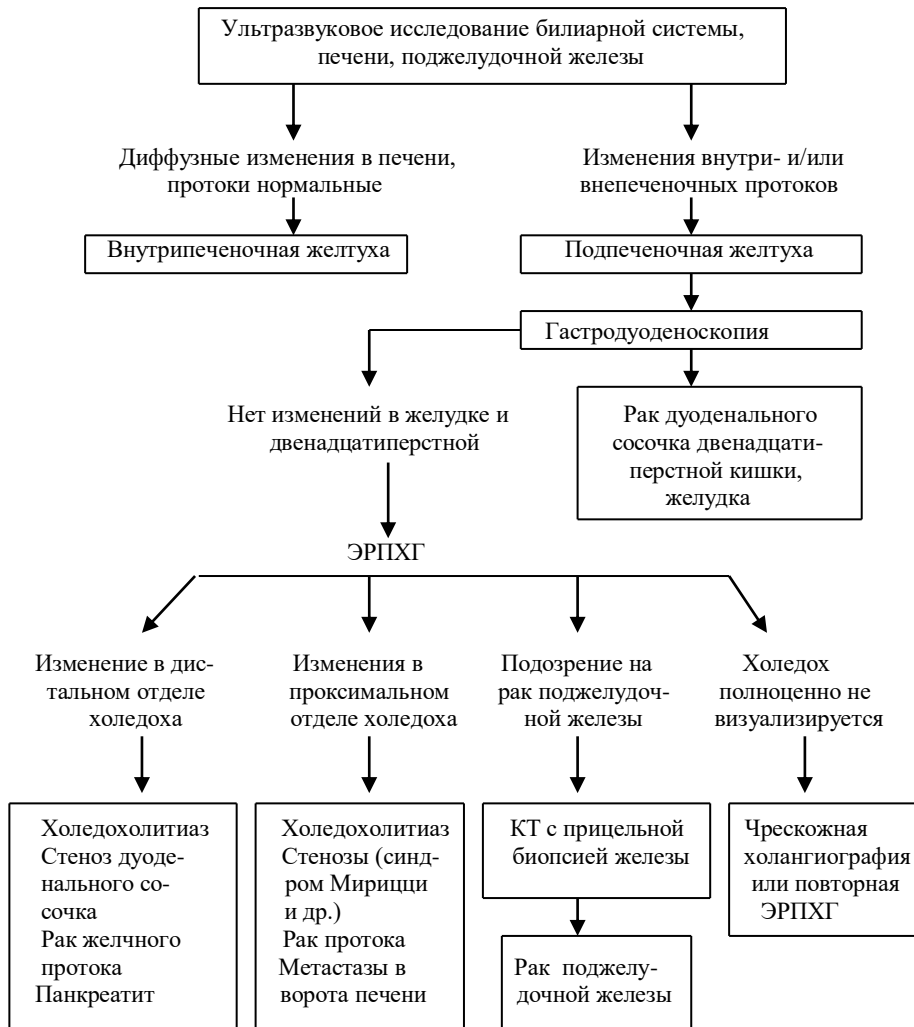 Ультразвуковое исследование билиарной системы,
печени, поджелудочной железы
Диффузные изменения в печени,
протоки нормальные
Изменения внутри- и/или
внепеченочных протоков
Внутрипеченочная желтуха
Подпеченочная желтуха
Гастродуоденоскопия
Нет изменений в желудке и
двенадцатиперстной
Рак дуоденального
сосочка двенадцати-
перстной кишки,
желудка
ЭРПХГ
Изменение в дис-
тальном отделе
холедоха
Изменения в
проксимальном
отделе холедоха
Подозрение на
рак поджелудоч-
ной железы
Холедох
полноценно не
визуализируется
Холедохолитиаз
Стеноз дуоде-
нального со-
сочка
Рак желчного
протока
Панкреатит
Холедохолитиаз
Стенозы (синд-
ром Мирицци
и др.)
Рак протока
Метастазы в
ворота печени
КТ с прицельной
биопсией железы
Рак поджелу-
дочной железы
Чрескожная
холангиография
или повторная
ЭРПХГ